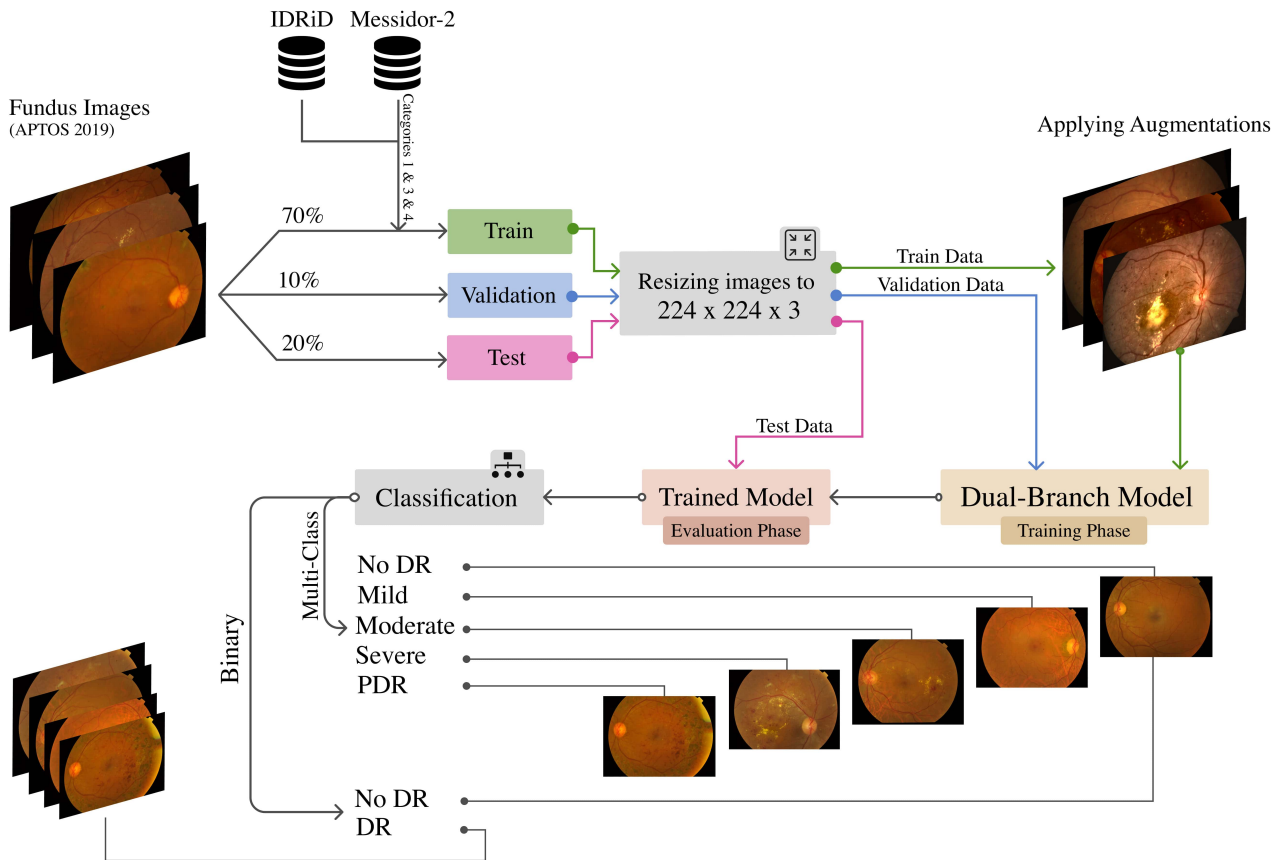 IDRiD
Messidor-2
Fundus Images
(APTOS 2019)
Categories 1 & 3 & 4.
Applying Augmentations
70%
Train
10%
Validation
20%
Test
Resizing images to
224 x 224 x 3
Train Data
Validation Data
Test Data
Classification
Trained Model
Evaluation Phase
Dual-Branch Model
Training Phase
Multi-Class
Binary
No DR
Mild
Moderate
Severe
PDR
No DR
DR